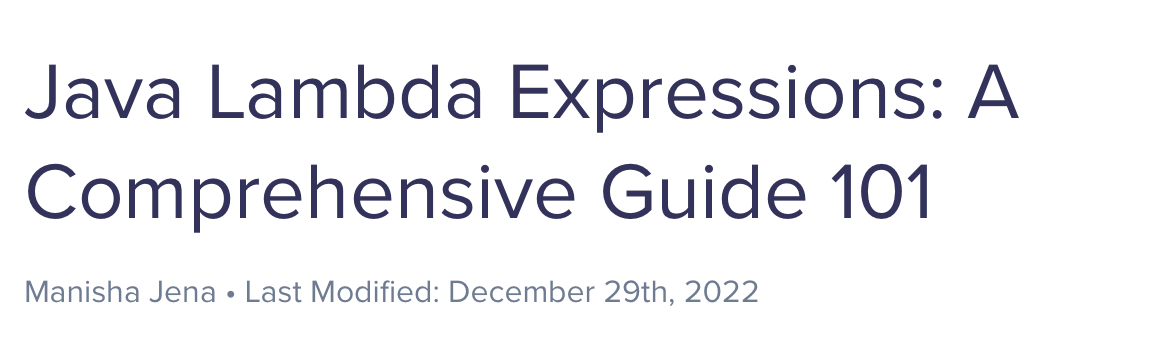 Java Lambda Expressions: A
Comprehensive Guide 101
Manisha Jena • Last Modified: December 29th, 2022